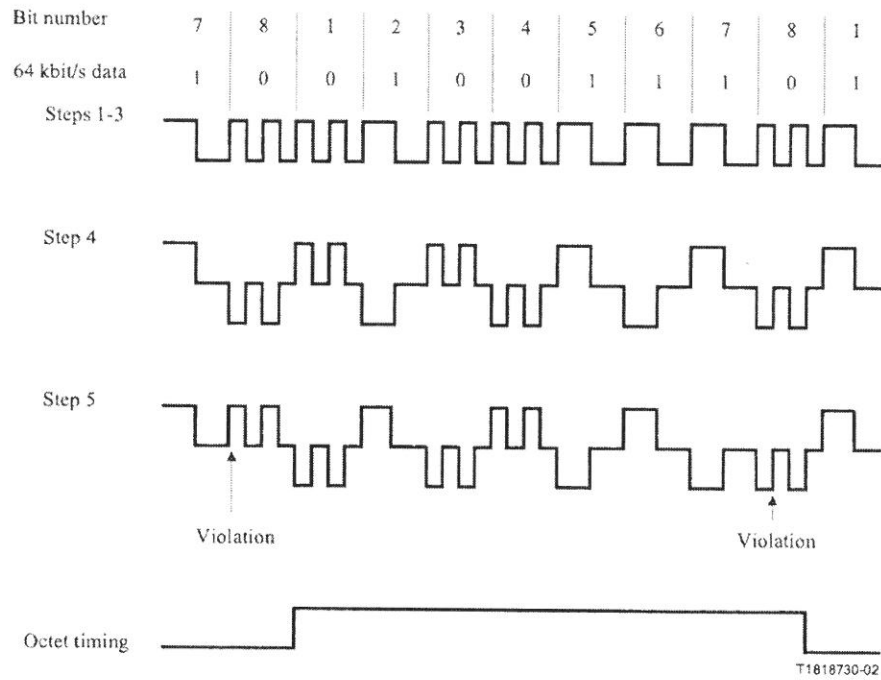 Bit number 7 8 1 2 3 4 5 6 7 8 1
64 kbit/s data 1 0 0 1 0 0 1 1 1 0 1
Steps 1-3
Step 4
Step 5
Violation Violation
Octet timing
T1818730-02